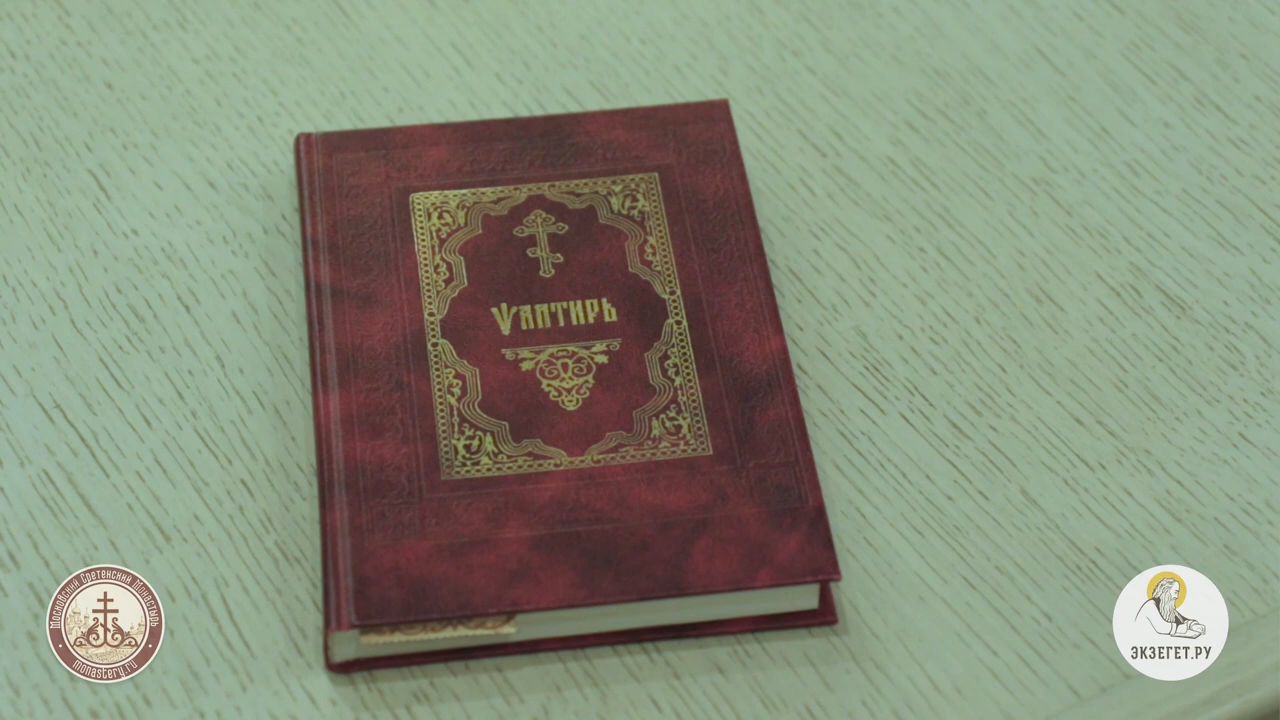 Ѱалтирь
Московский Сретенский Монастырь
monastery.ru
ЭКЗЕГЕТ.РУ